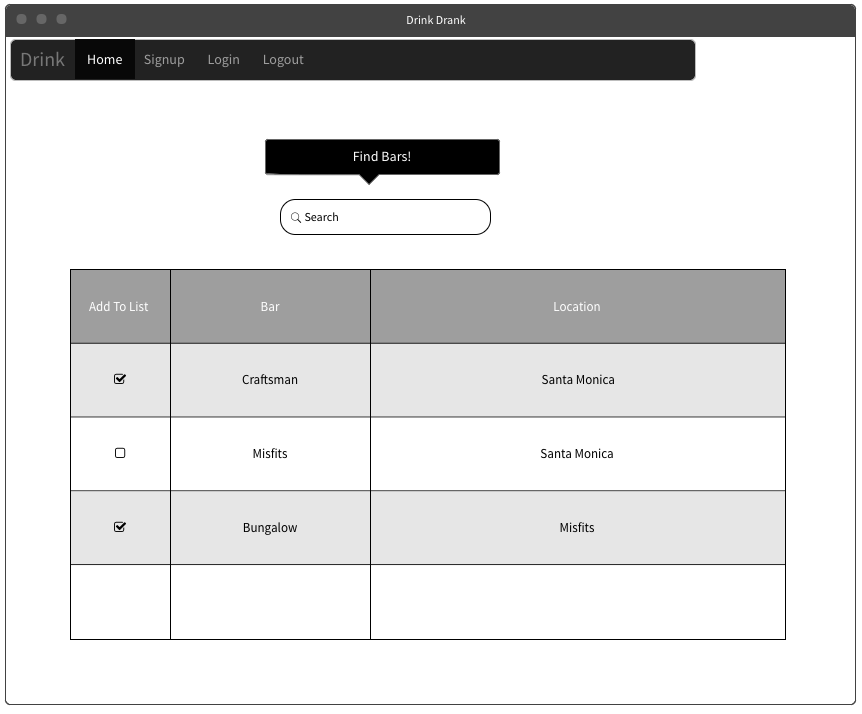 Drink Drank
Drink Home Signup Login Logout
Find Bars!
Search
Add To List Bar Location
Craftsman Santa Monica
Misfits Santa Monica
Bungalow Misfits